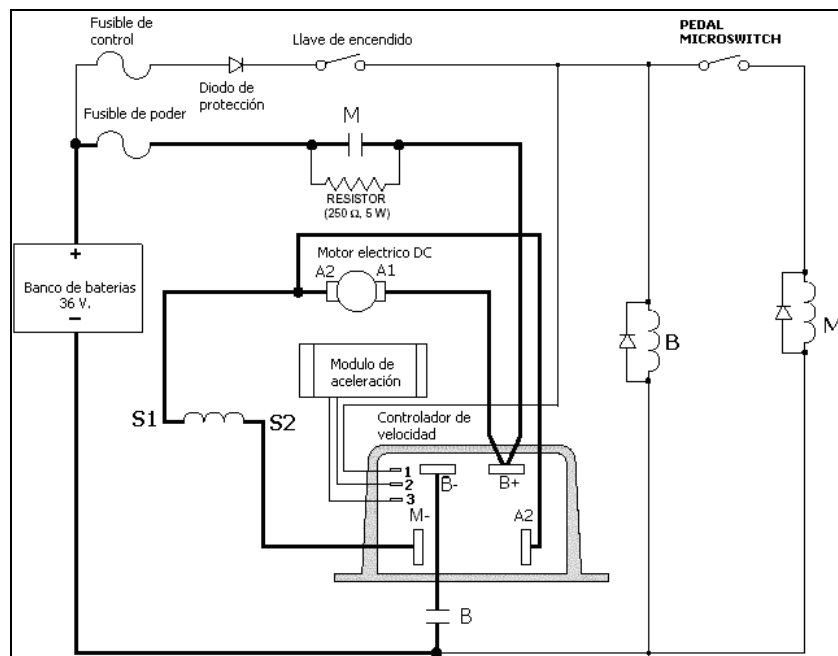 Fusible de
control
Llave de encendido
PEDAL
MICROSWITCH
Diodo de
protección
Fusible de poder
M
RESISTOR
(250 Ω, 5 W)
Motor electrico DC
A2
A1
+
Banco de baterias
36 V.
−
B
M
Modulo de
aceleración
S1
S2
Controlador de
velocidad
1
2
3
B-
B+
M-
A2
B